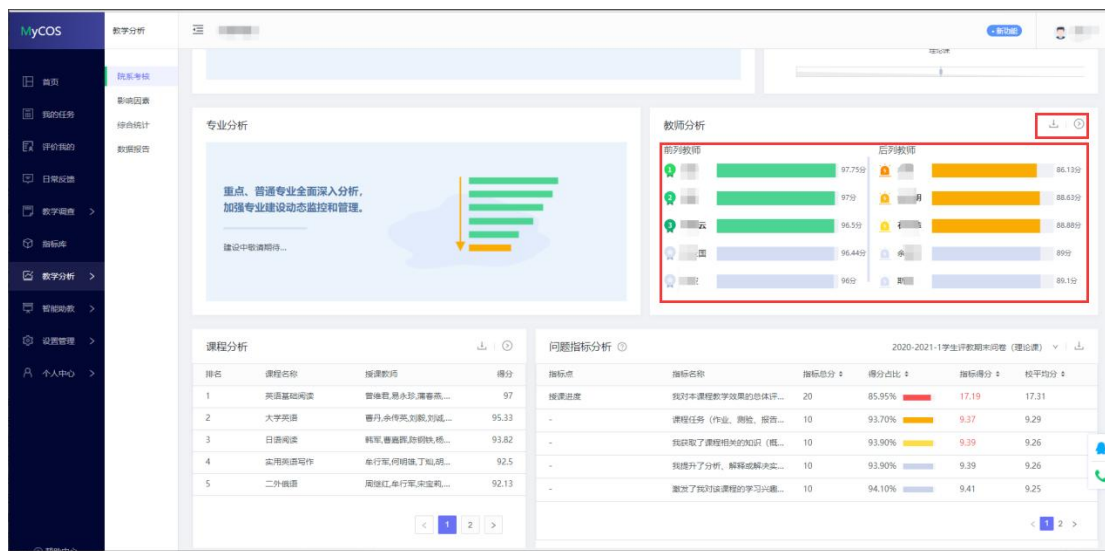 MyCOS
教学分析
+新功能
首页
我的任务
评价我的
日常反馈
教学调查
指标库
教学分析
智能助教
设置管理
个人中心
院系考核
影响因素
综合统计
数据报告
理论课
专业分析
重点、普通专业全面深入分析,
加强专业建设动态监控和管理。
建设中敬请期待...
教师分析
前列教师 后列教师
1 97.75分 86.13分
2 97分 88.63分
3 云 96.5分 88.88分
国 96.44分 余 89分
96分 89.1分
课程分析
排名 课程名称 授课教师 得分
1 英语基础阅读 97
2 大学英语 95.33
3 日语阅读 93.82
4 实用英语写作 92.5
5 二外俄语 92.13
< 1 2 >
问题指标分析
2020-2021-1学生评教期末问卷（理论课）
指标点 指标名称 指标总分 得分占比 指标得分 校平均分
授课进度 我对本课程教学效果的总体评... 20 85.95% 17.19 17.31
- 课程任务（作业、测验、报告... 10 93.70% 9.37 9.29
- 我获取了课程相关的知识（概... 10 93.90% 9.39 9.26
- 我提升了分析、解释或解决实... 10 93.90% 9.39 9.26
- 激发了我对该课程的学习兴趣... 10 94.10% 9.41 9.25
< 1 2 >